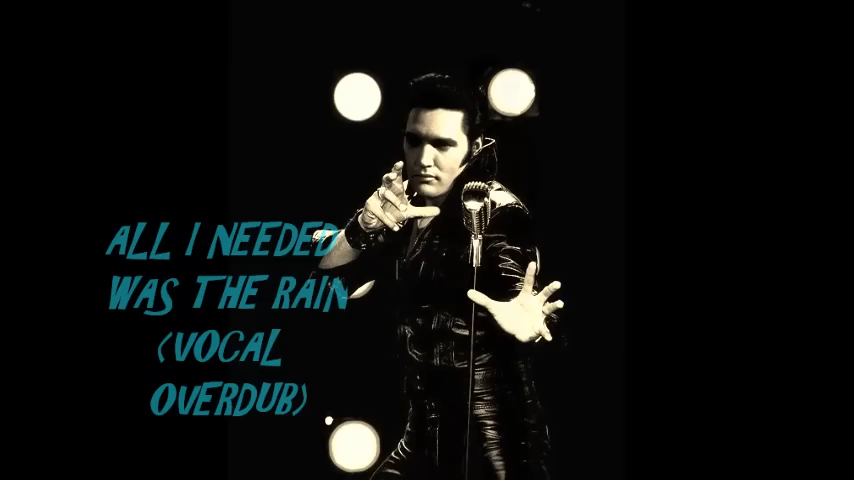 ALL I NEEDED
WAS THE RAIN
(VOCAL
OVERDUB)